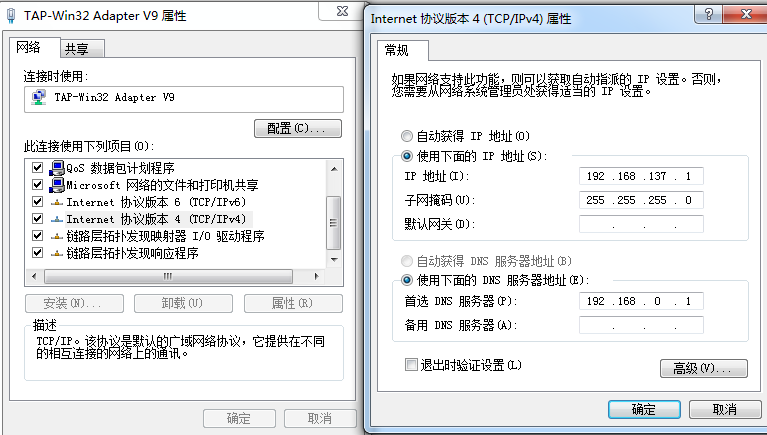 TAP-Win32 Adapter V9 属性
网络
共享
连接时使用:
TAP-Win32 Adapter V9
配置(C)...
此连接使用下列项目(O):
QoS 数据包计划程序
Microsoft 网络的文件和打印机共享
Internet 协议版本 6 (TCP/IPv6)
Internet 协议版本 4 (TCP/IPv4)
链路层拓扑发现映射器 I/O 驱动程序
链路层拓扑发现响应程序
安装(N)...
卸载(U)
属性(R)
描述
TCP/IP。该协议是默认的广域网络协议，它提供在不同
的相互连接的网络上的通讯。
确定
取消
Internet 协议版本 4 (TCP/IPv4) 属性
常规
如果网络支持此功能，则可以获取自动指派的 IP 设置。否则，
您需要从网络系统管理员处获得适当的 IP 设置。
自动获得 IP 地址(O)
使用下面的 IP 地址(S):
IP 地址(I):
192 .168 .137 . 1
子网掩码(U):
255 .255 .255 . 0
默认网关(D):
. . .
自动获得 DNS 服务器地址(B)
使用下面的 DNS 服务器地址(E):
首选 DNS 服务器(P):
192 .168 . 0 . 1
备用 DNS 服务器(A):
. . .
退出时验证设置(L)
高级(V)...
确定
取消